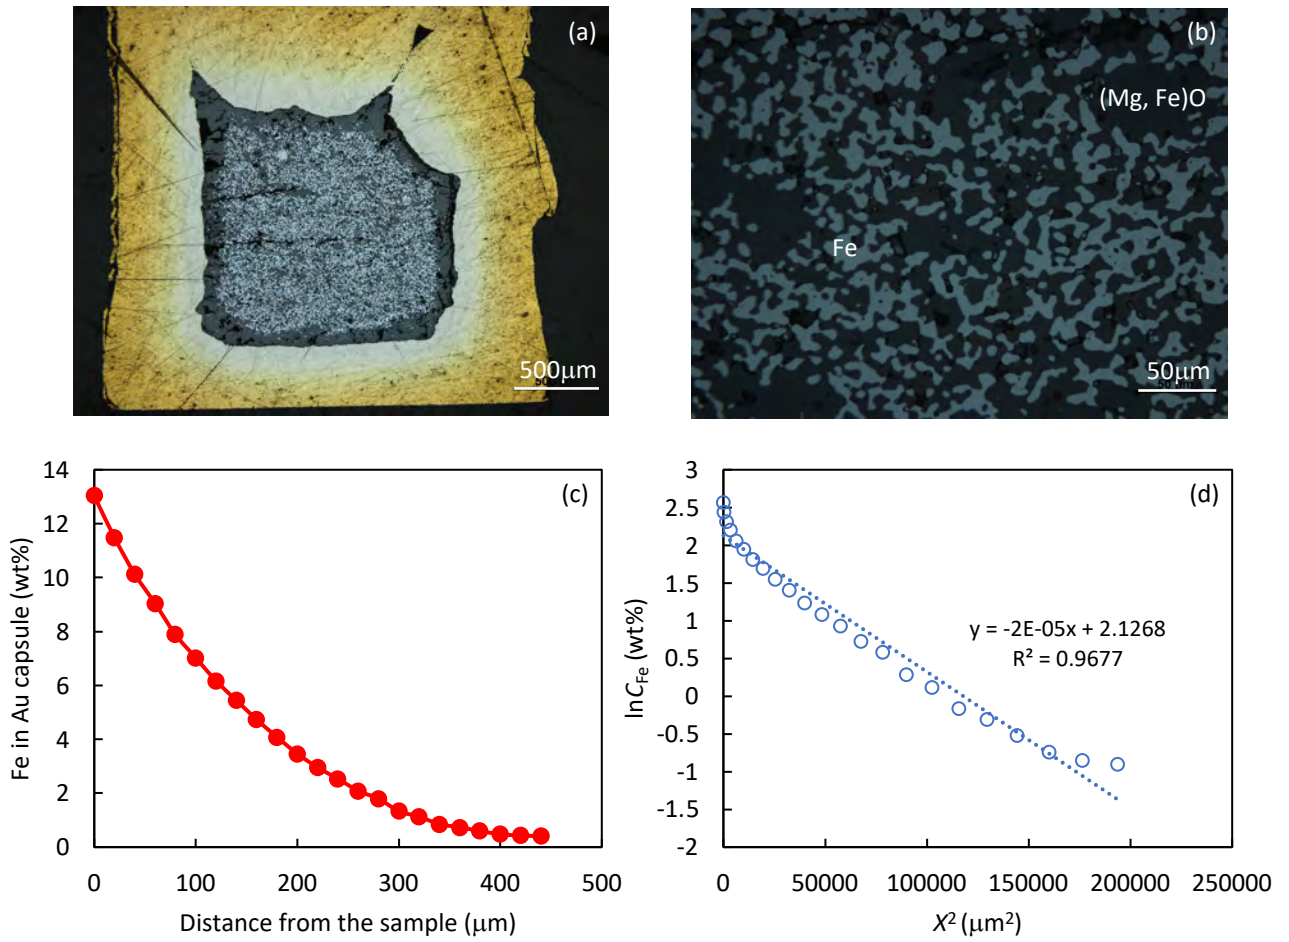 (a)
500μm
(b)
(Mg, Fe)O
Fe
50μm
50 μm
Fe in Au capsule (wt%)
14
12
10
8
6
4
2
0
(c)
0 100 200 300 400 500
Distance from the sample (μm)
lnC_Fe (wt%)
3
2.5
2
1.5
1
0.5
0
-0.5
-1
-1.5
-2
(d)
y = -2E-05x + 2.1268
R² = 0.9677
0 50000 100000 150000 200000 250000
X² (μm²)